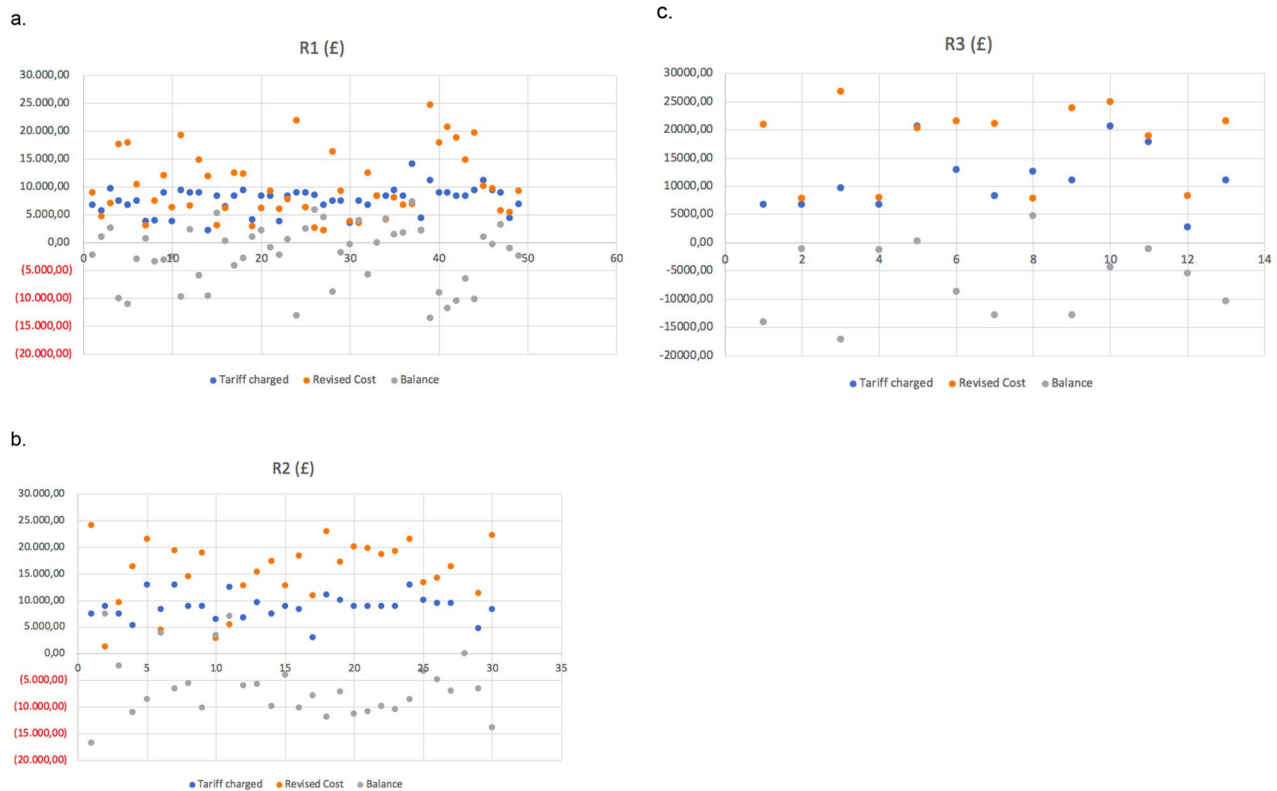 a.
R1 (£)
30.000,00
25.000,00
20.000,00
15.000,00
10.000,00
5.000,00
0,00
(5.000,00)
(10.000,00)
(15.000,00)
(20.000,00)
0 10 20 30 40 50 60
Tariff charged Revised Cost Balance
b.
R2 (£)
30.000,00
25.000,00
20.000,00
15.000,00
10.000,00
5.000,00
0,00
(5.000,00)
(10.000,00)
(15.000,00)
(20.000,00)
0 5 10 15 20 25 30 35
Tariff charged Revised Cost Balance
c.
R3 (£)
30000,00
25000,00
20000,00
15000,00
10000,00
5000,00
0,00
-5000,00
-10000,00
-15000,00
-20000,00
0 2 4 6 8 10 12 14
Tariff charged Revised Cost Balance